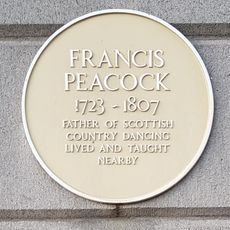 FRANCIS
PEACOCK
1723 - 1807
FATHER OF SCOTTISH
COUNTRY DANCING
LIVED AND TAUGHT
NEARBY